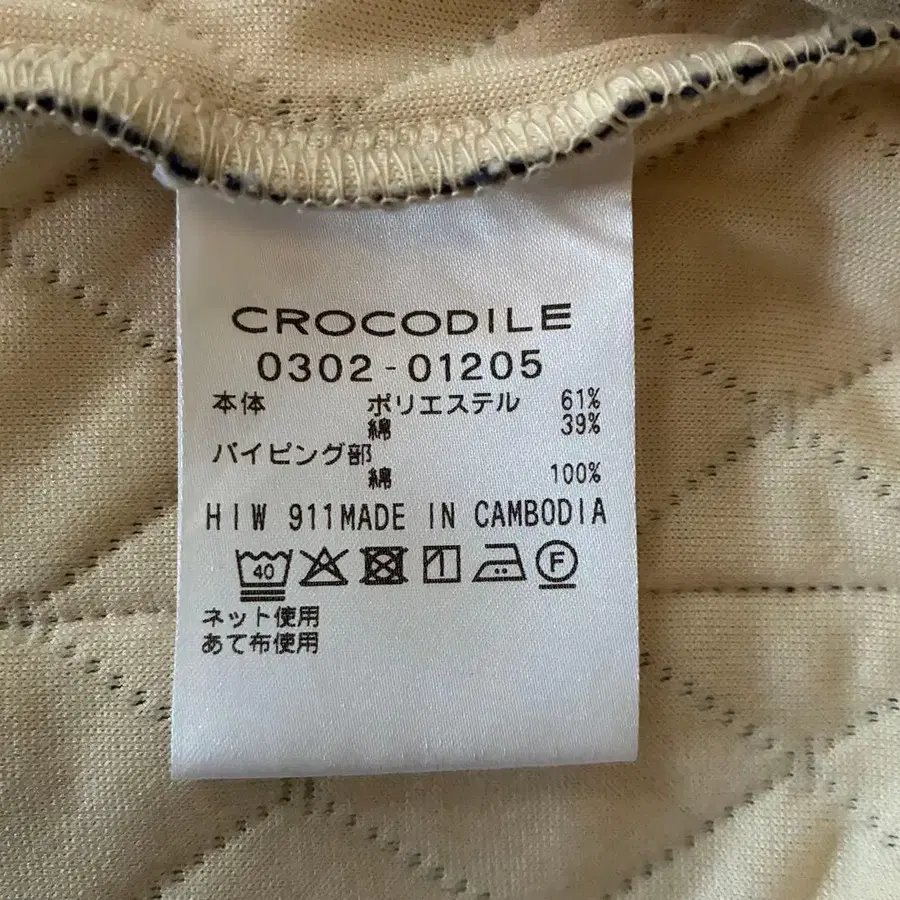 CROCODILE
0302-01205
本体 ポリエステル 61%
綿 39%
パイピング部
綿 100%
HIW 911MADE IN CAMBODIA
40 F
ネット使用
あて布使用